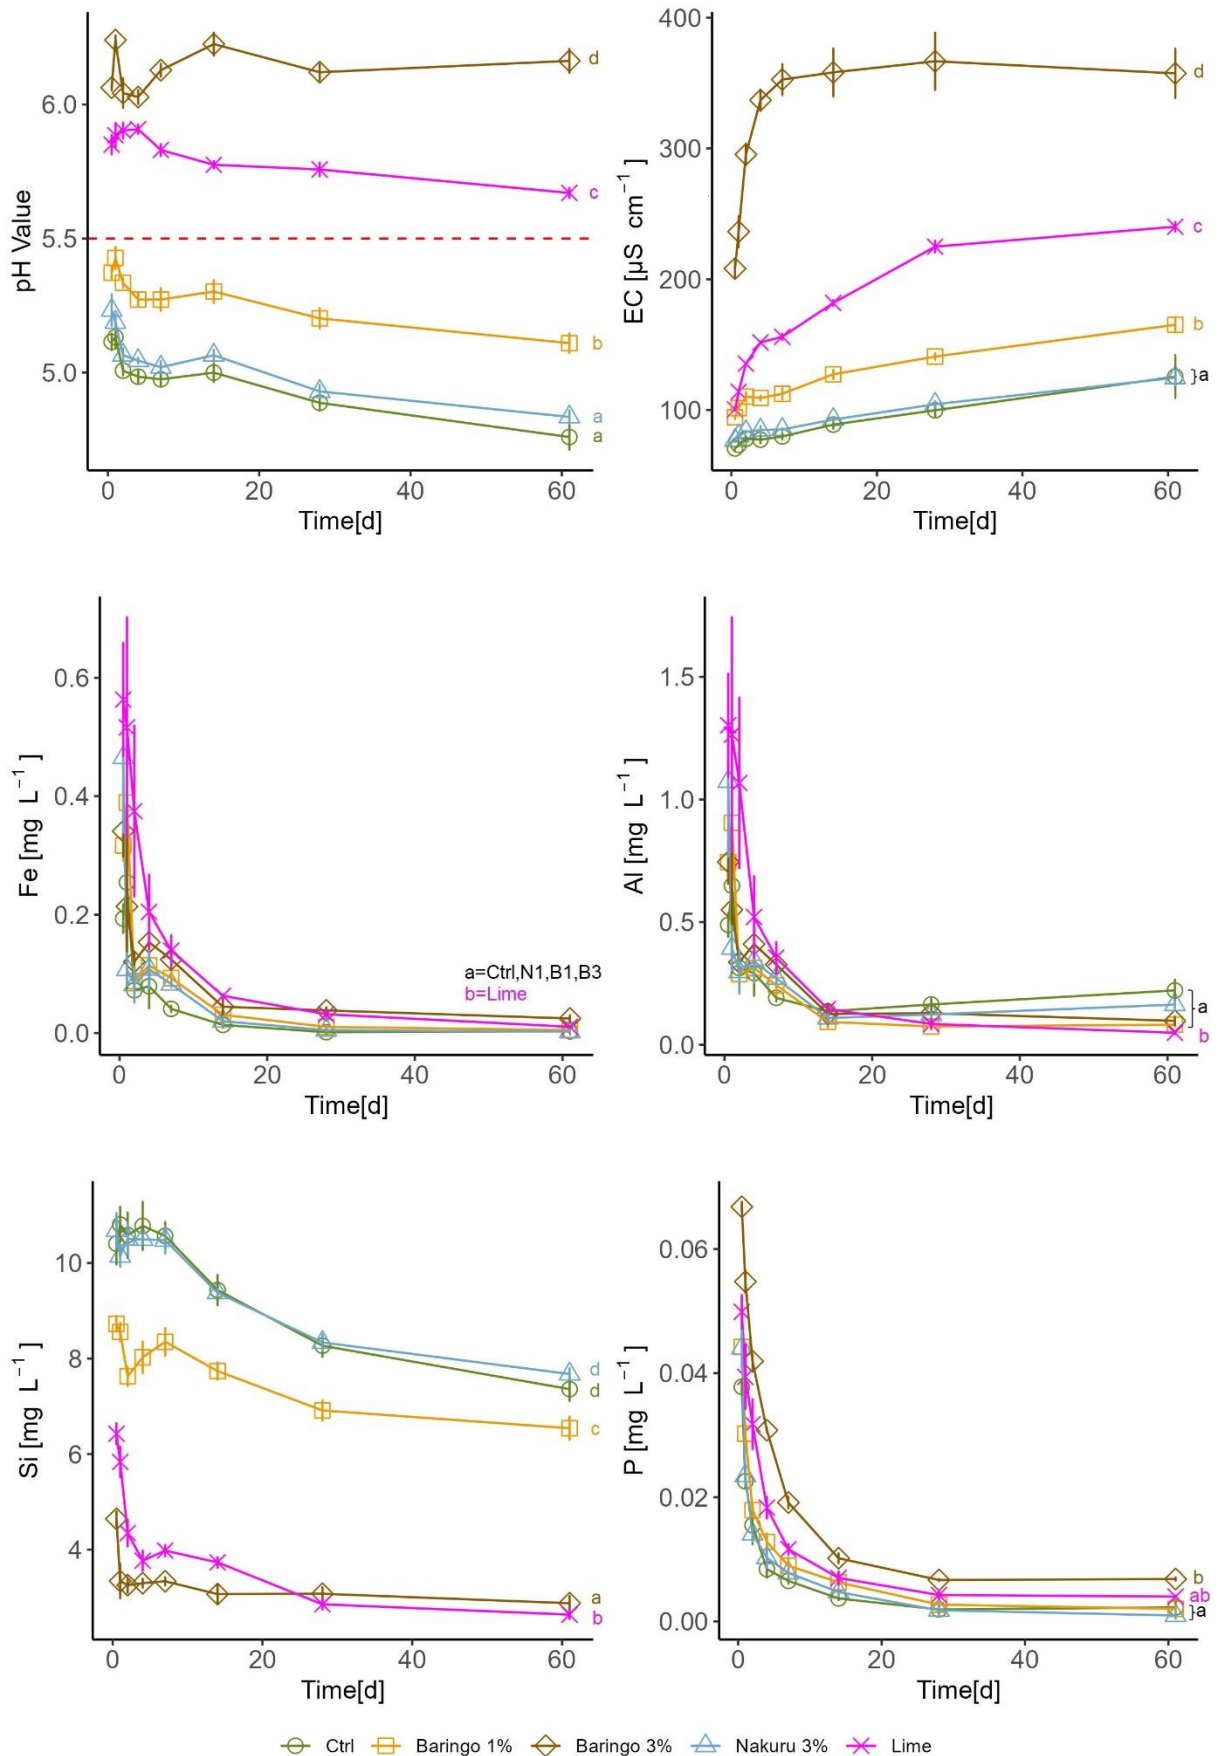 pH Value
6.0
5.5
5.0
d
c
b
a
a
0 20 40 60
Time[d]
EC [µS cm⁻¹]
400
300
200
100
d
c
b
}a
0 20 40 60
Time[d]
Fe [mg L⁻¹]
0.6
0.4
0.2
0.0
a=Ctrl,N1,B1,B3
b=Lime
0 20 40 60
Time[d]
Al [mg L⁻¹]
1.5
1.0
0.5
0.0
a
b
0 20 40 60
Time[d]
Si [mg L⁻¹]
10
8
6
4
d
d
c
a
b
0 20 40 60
Time[d]
P [mg L⁻¹]
0.06
0.04
0.02
0.00
b
ab
}a
0 20 40 60
Time[d]
Ctrl Baringo 1% Baringo 3% Nakuru 3% Lime